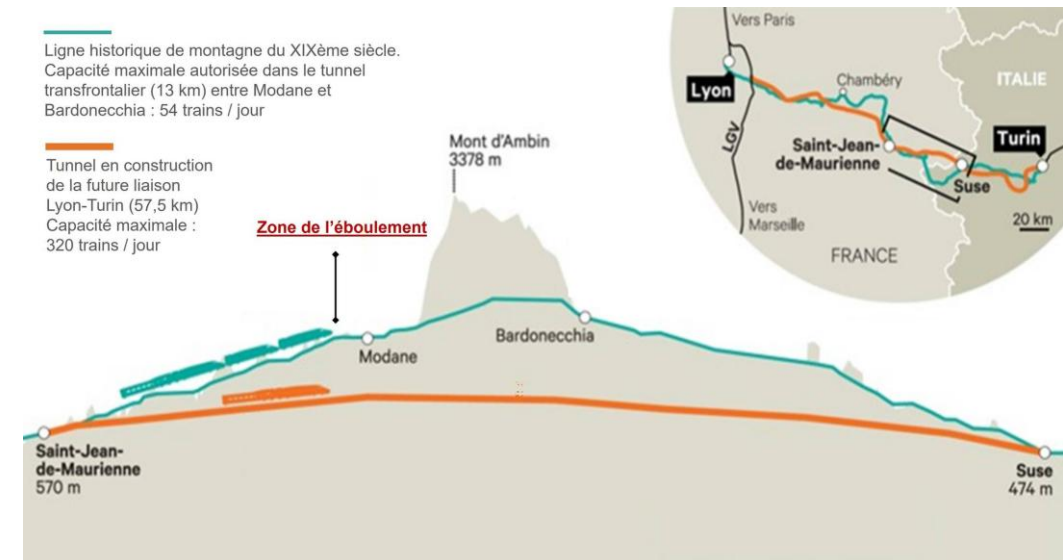 Ligne historique de montagne du XIXème siècle.
Capacité maximale autorisée dans le tunnel
transfrontalier (13 km) entre Modane et
Bardonecchia : 54 trains / jour
Tunnel en construction
de la future liaison
Lyon-Turin (57,5 km)
Capacité maximale :
320 trains / jour
Zone de l’éboulement
Mont d'Ambin
3378 m
Modane
Bardonecchia
Saint-Jean-
de-Maurienne
570 m
Suse
474 m
Vers Paris
Lyon
Chambéry
ITALIE
LGV
Saint-Jean-
de-Maurienne
Turin
Suse
Vers
Marseille
20 km
FRANCE